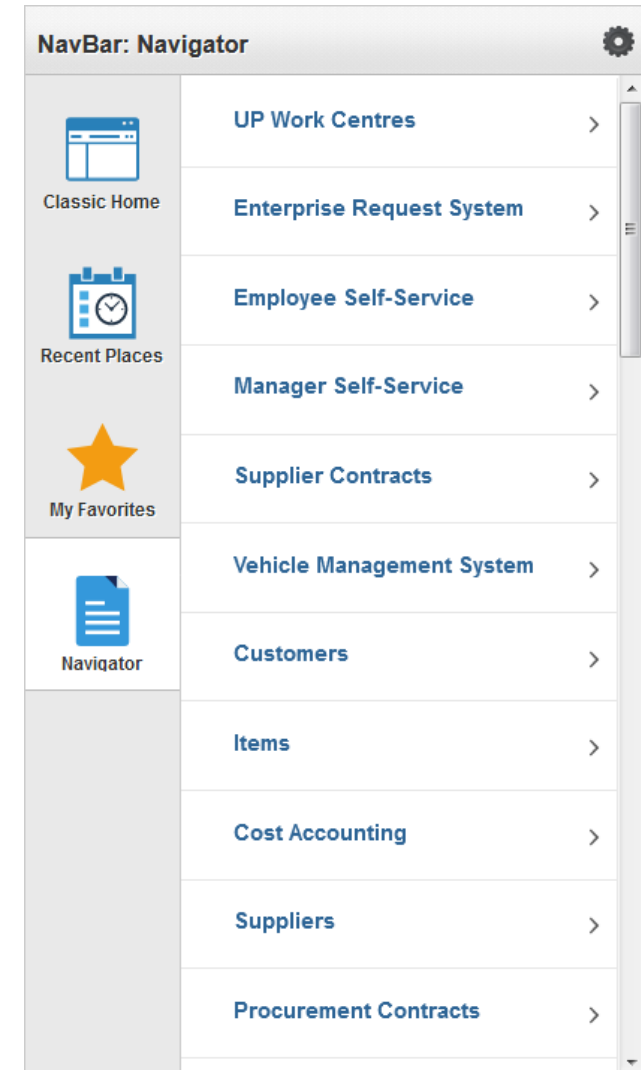 NavBar: Navigator
Classic Home
Recent Places
My Favorites
Navigator
UP Work Centres
Enterprise Request System
Employee Self-Service
Manager Self-Service
Supplier Contracts
Vehicle Management System
Customers
Items
Cost Accounting
Suppliers
Procurement Contracts